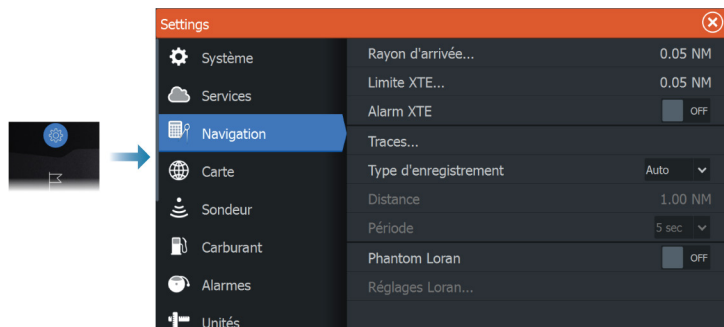 Settings
Système
Services
Navigation
Carte
Sondeur
Carburant
Alarmes
Unités
Rayon d'arrivée... 0.05 NM
Limite XTE... 0.05 NM
Alarm XTE OFF
Traces...
Type d'enregistrement Auto
Distance 1.00 NM
Période 5 sec
Phantom Loran OFF
Réglages Loran...